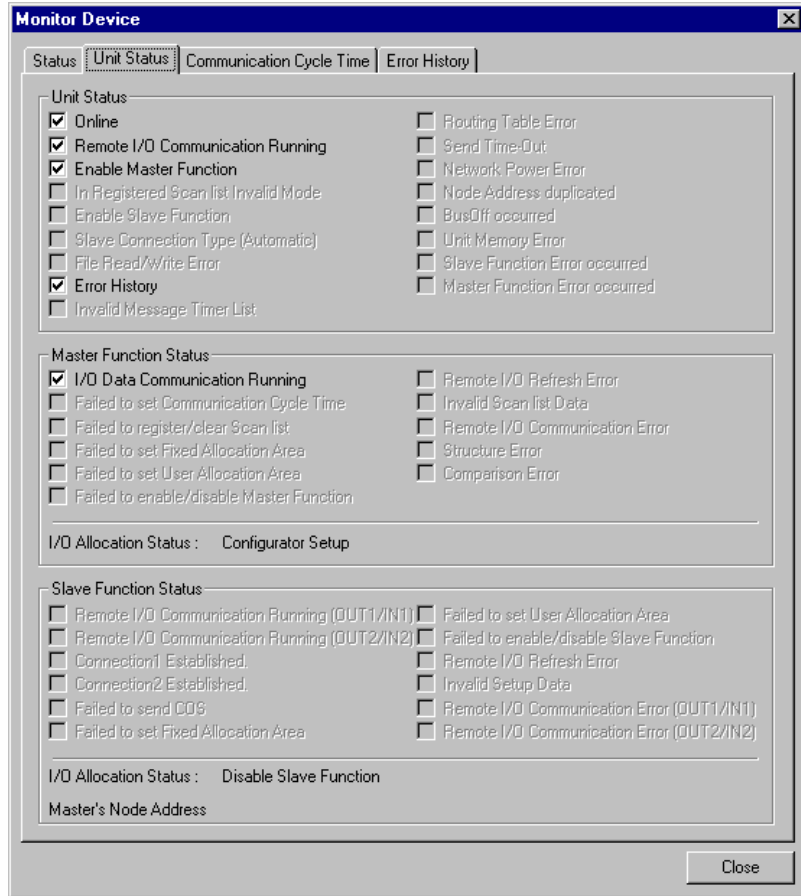 Monitor Device
Status Unit Status Communication Cycle Time Error History
Unit Status
Online
Remote I/O Communication Running
Enable Master Function
In Registered Scan list Invalid Mode
Enable Slave Function
Slave Connection Type (Automatic)
File Read/Write Error
Error History
Invalid Message Timer List
Routing Table Error
Send Time-Out
Network Power Error
Node Address duplicated
BusOff occurred
Unit Memory Error
Slave Function Error occurred
Master Function Error occurred
Master Function Status
I/O Data Communication Running
Failed to set Communication Cycle Time
Failed to register/clear Scan list
Failed to set Fixed Allocation Area
Failed to set User Allocation Area
Failed to enable/disable Master Function
Remote I/O Refresh Error
Invalid Scan list Data
Remote I/O Communication Error
Structure Error
Comparison Error
I/O Allocation Status : Configurator Setup
Slave Function Status
Remote I/O Communication Running (OUT1/IN1)
Remote I/O Communication Running (OUT2/IN2)
Connection1 Established.
Connection2 Established.
Failed to send COS
Failed to set Fixed Allocation Area
Failed to set User Allocation Area
Failed to enable/disable Slave Function
Remote I/O Refresh Error
Invalid Setup Data
Remote I/O Communication Error (OUT1/IN1)
Remote I/O Communication Error (OUT2/IN2)
I/O Allocation Status : Disable Slave Function
Master's Node Address
Close